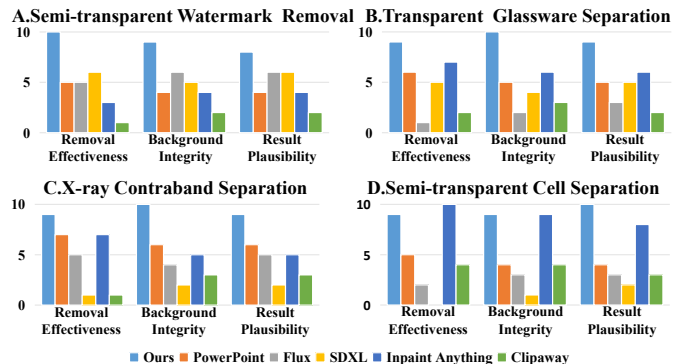 A.Semi-transparent Watermark Removal
10
5
0
Removal Effectiveness
Background Integrity
Result Plausibility
B.Transparent Glassware Separation
10
5
0
Removal Effectiveness
Background Integrity
Result Plausibility
C.X-ray Contraband Separation
10
5
0
Removal Effectiveness
Background Integrity
Result Plausibility
D.Semi-transparent Cell Separation
10
5
0
Removal Effectiveness
Background Integrity
Result Plausibility
Ours PowerPoint Flux SDXL Inpaint Anything Clipaway